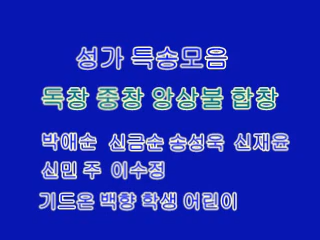 성가 특송모음
독창 중창 앙상블 합창
박애순 신금순 송성욱 신재윤
신민 주 이수정
기드온 백향 학생 어린이